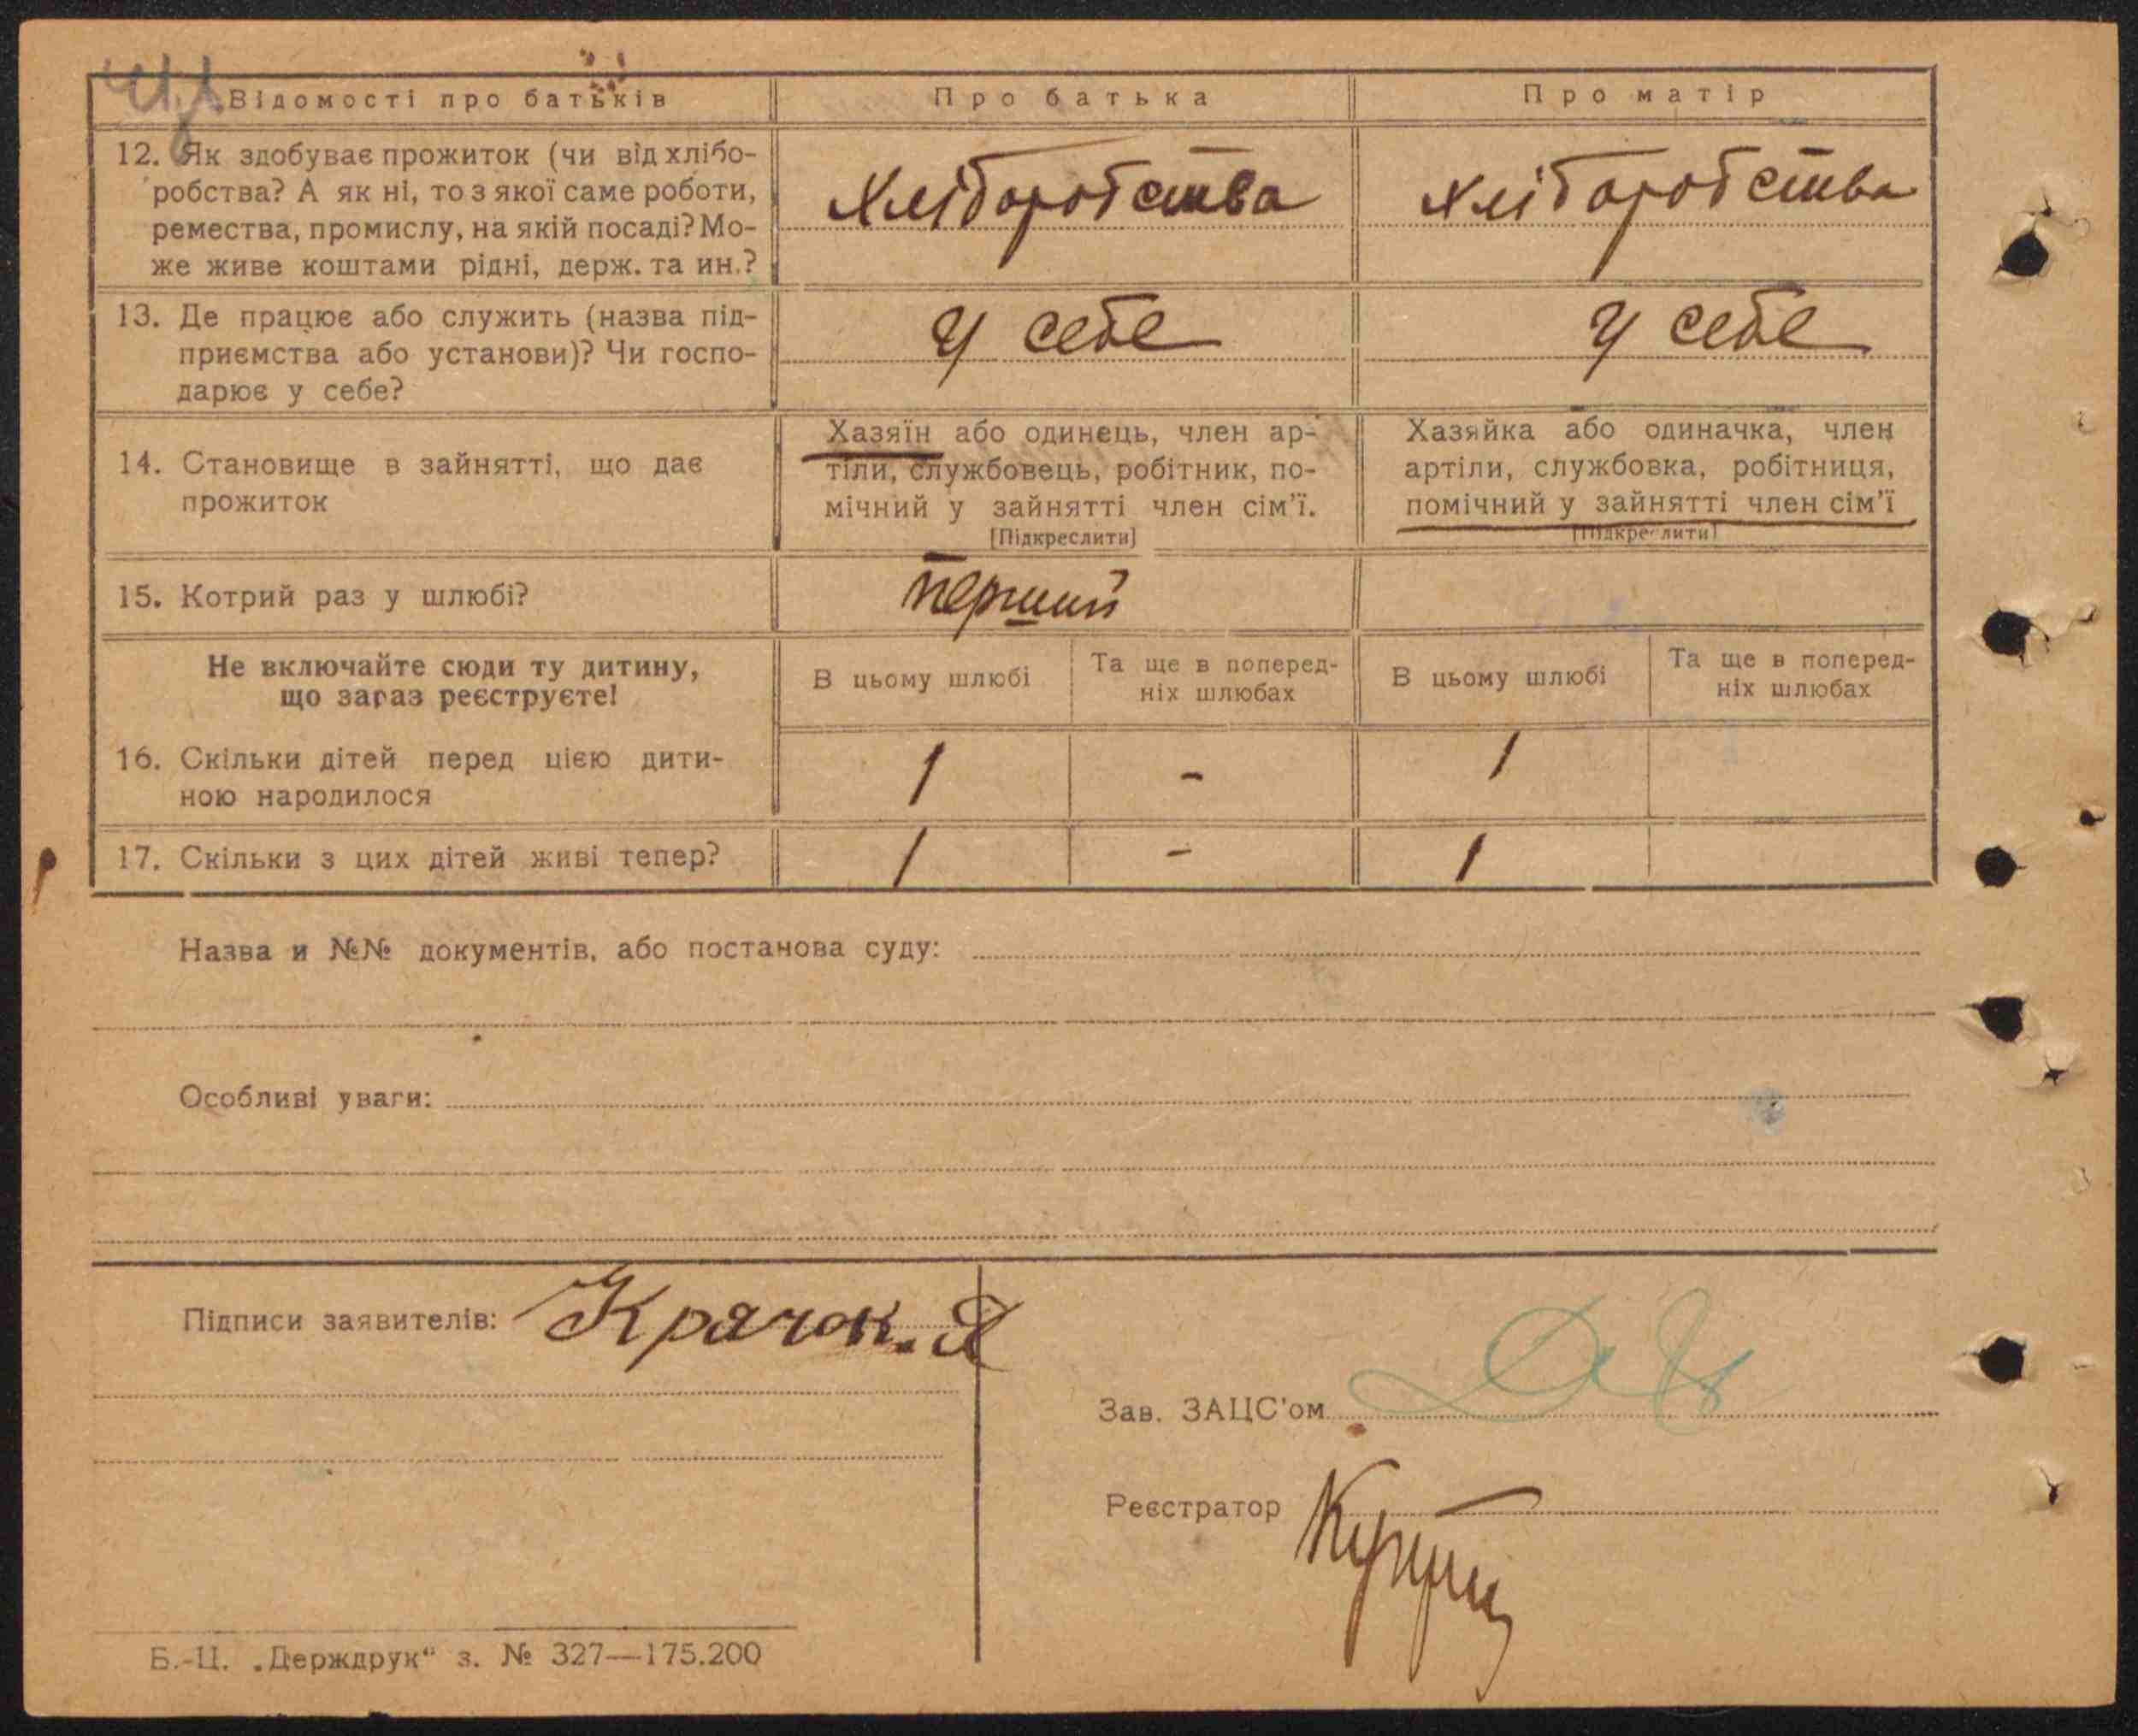 Відомості про батьків
Про батька
Про матір
12. Як здобуває прожиток (чи від хлібо-
робства? А як ні, то з якої саме роботи,
ремества, промислу, на якій посаді? Мо-
же живе коштами рідні, держ. та ин.?
Хліборобства
Хліборобства
13. Де працює або служить (назва під-
приємства або установи)? Чи госпо-
дарює у себе?
У себе
У себе
14. Становище в зайнятті, що дає
прожиток
Хазяїн або одинець, член ар-
тіли, службовець, робітник, по-
мічний у зайнятті член сім'ї.
[Підкреслити]
Хазяйка або одиначка, член
артіли, службовка, робітниця,
помічний у зайнятті член сім'ї
[Підкреслити]
15. Котрий раз у шлюбі?
перший
Не включайте сюди ту дитину,
що зараз реєструєте!
В цьому шлюбі
Та ще в поперед-
ніх шлюбах
В цьому шлюбі
Та ще в поперед-
ніх шлюбах
16. Скільки дітей перед цією дити-
ною народилося
1
-
1
17. Скільки з цих дітей живі тепер?
1
-
1
Назва и №№ документів, або постанова суду:
Особливі уваги:
Підписи заявителів: Крячок. Я
Зав. ЗАЦС'ом
Реєстратор
Б.-Ц. „Держдрук“ з. № 327—175.200